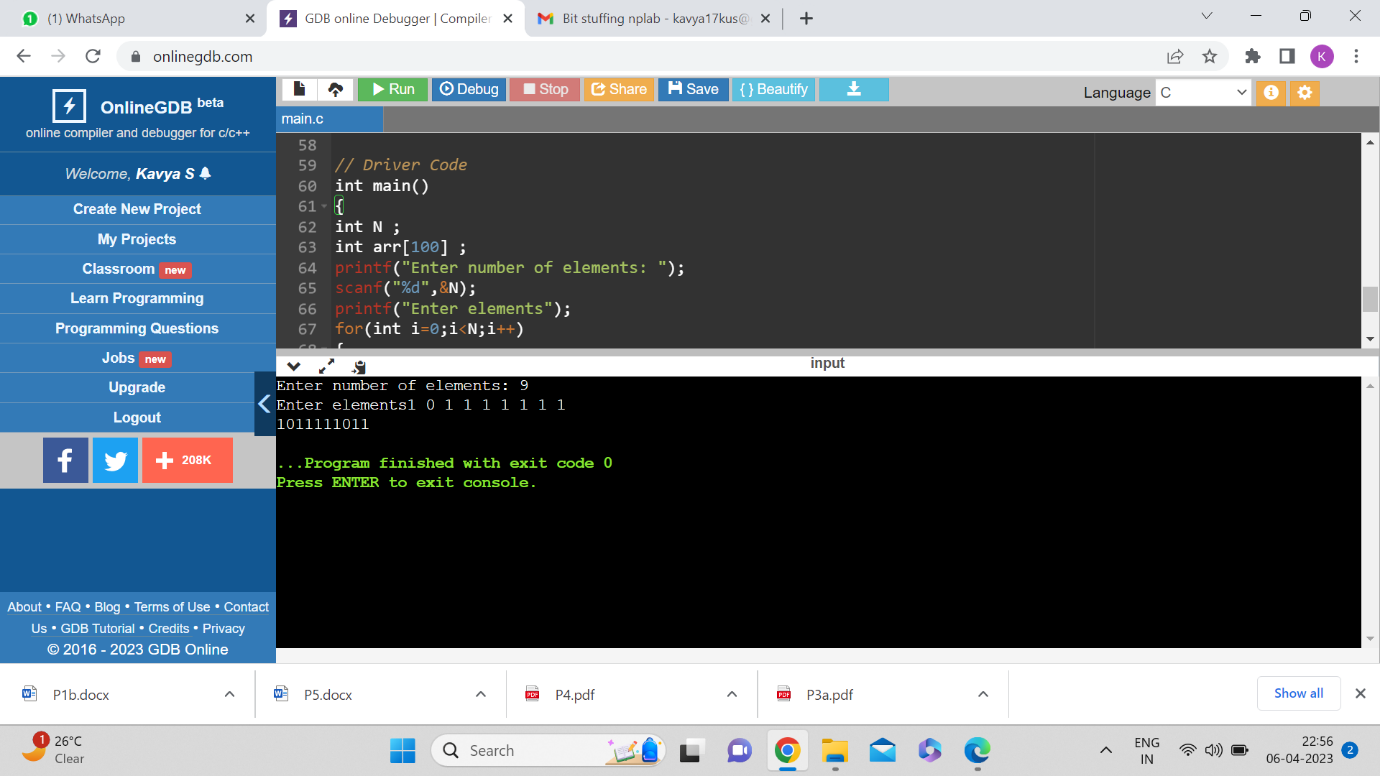 1 (1) WhatsApp
GDB online Debugger | Compiler
Bit stuffing nplab - kavya17kus@
onlinegdb.com
K
OnlineGDB beta
online compiler and debugger for c/c++
Welcome, Kavya S
Create New Project
My Projects
Classroom new
Learn Programming
Programming Questions
Jobs new
Upgrade
Logout
f + 208K
About • FAQ • Blog • Terms of Use • Contact
Us • GDB Tutorial • Credits • Privacy
© 2016 - 2023 GDB Online
Run Debug Stop Share Save { } Beautify
Language C
main.c
58
59 // Driver Code
60 int main()
61 {
62 int N ;
63 int arr[100] ;
64 printf("Enter number of elements: ");
65 scanf("%d",&N);
66 printf("Enter elements");
67 for(int i=0;i<N;i++)
68 {
input
Enter number of elements: 9
Enter elements1 0 1 1 1 1 1 1 1
1011111011
...Program finished with exit code 0
Press ENTER to exit console.
P1b.docx
P5.docx
P4.pdf
P3a.pdf
Show all
1 26°C
Clear
Search
ENG
IN
22:56
06-04-2023
2